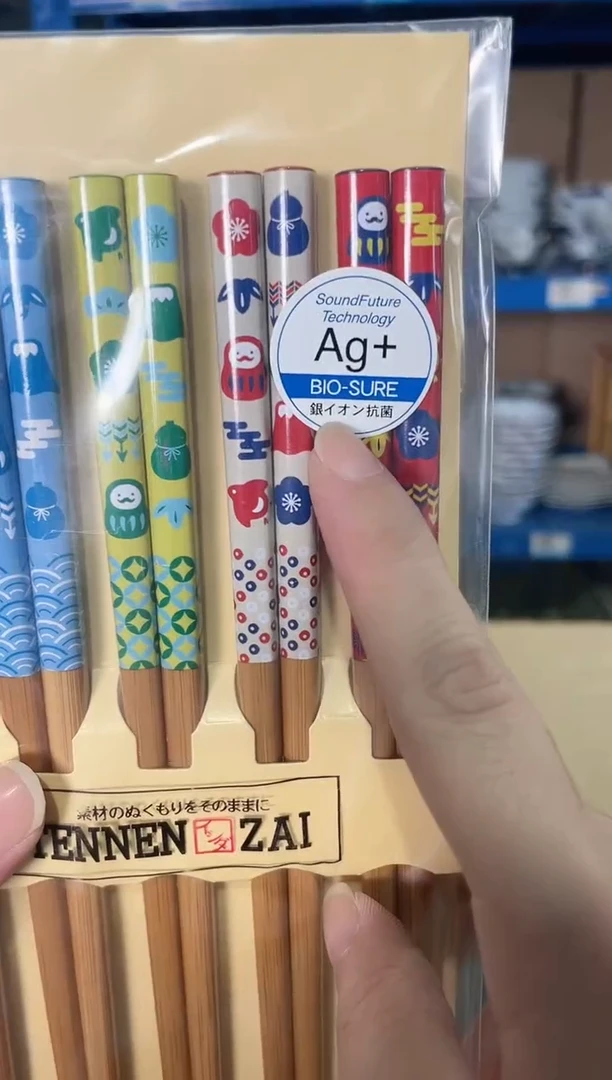 SoundFuture
Technology
Ag+
BIO-SURE
銀イオン抗菌
素材のぬくもりをそのままに
TENNEN ZAI